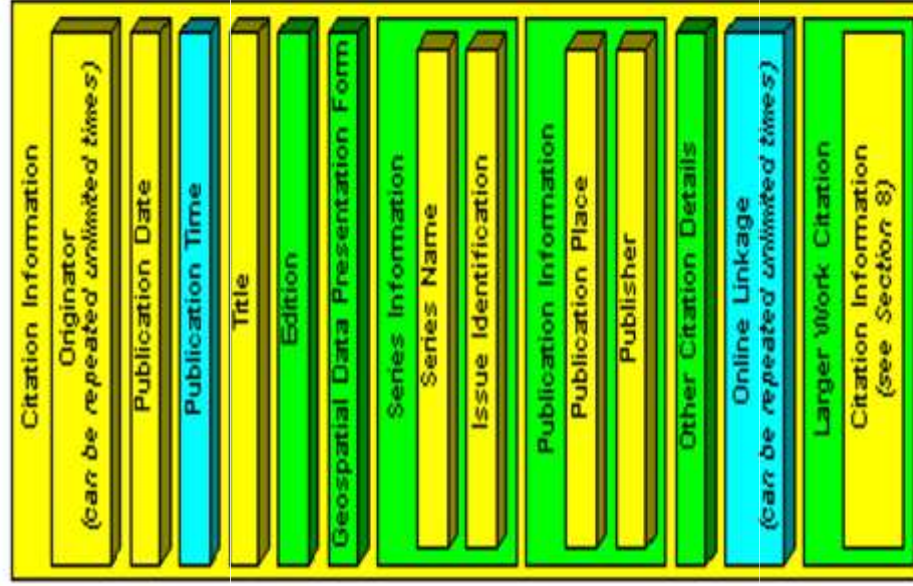 Citation Information
Originator
(can be repeated unlimited times)
Publication Date
Publication Time
Title
Edition
Geospatial Data Presentation Form
Series Information
Series Name
Issue Identification
Publication Information
Publication Place
Publisher
Other Citation Details
Online Linkage
(can be repeated unlimited times)
Larger Work Citation
Citation Information
(see Section 8)